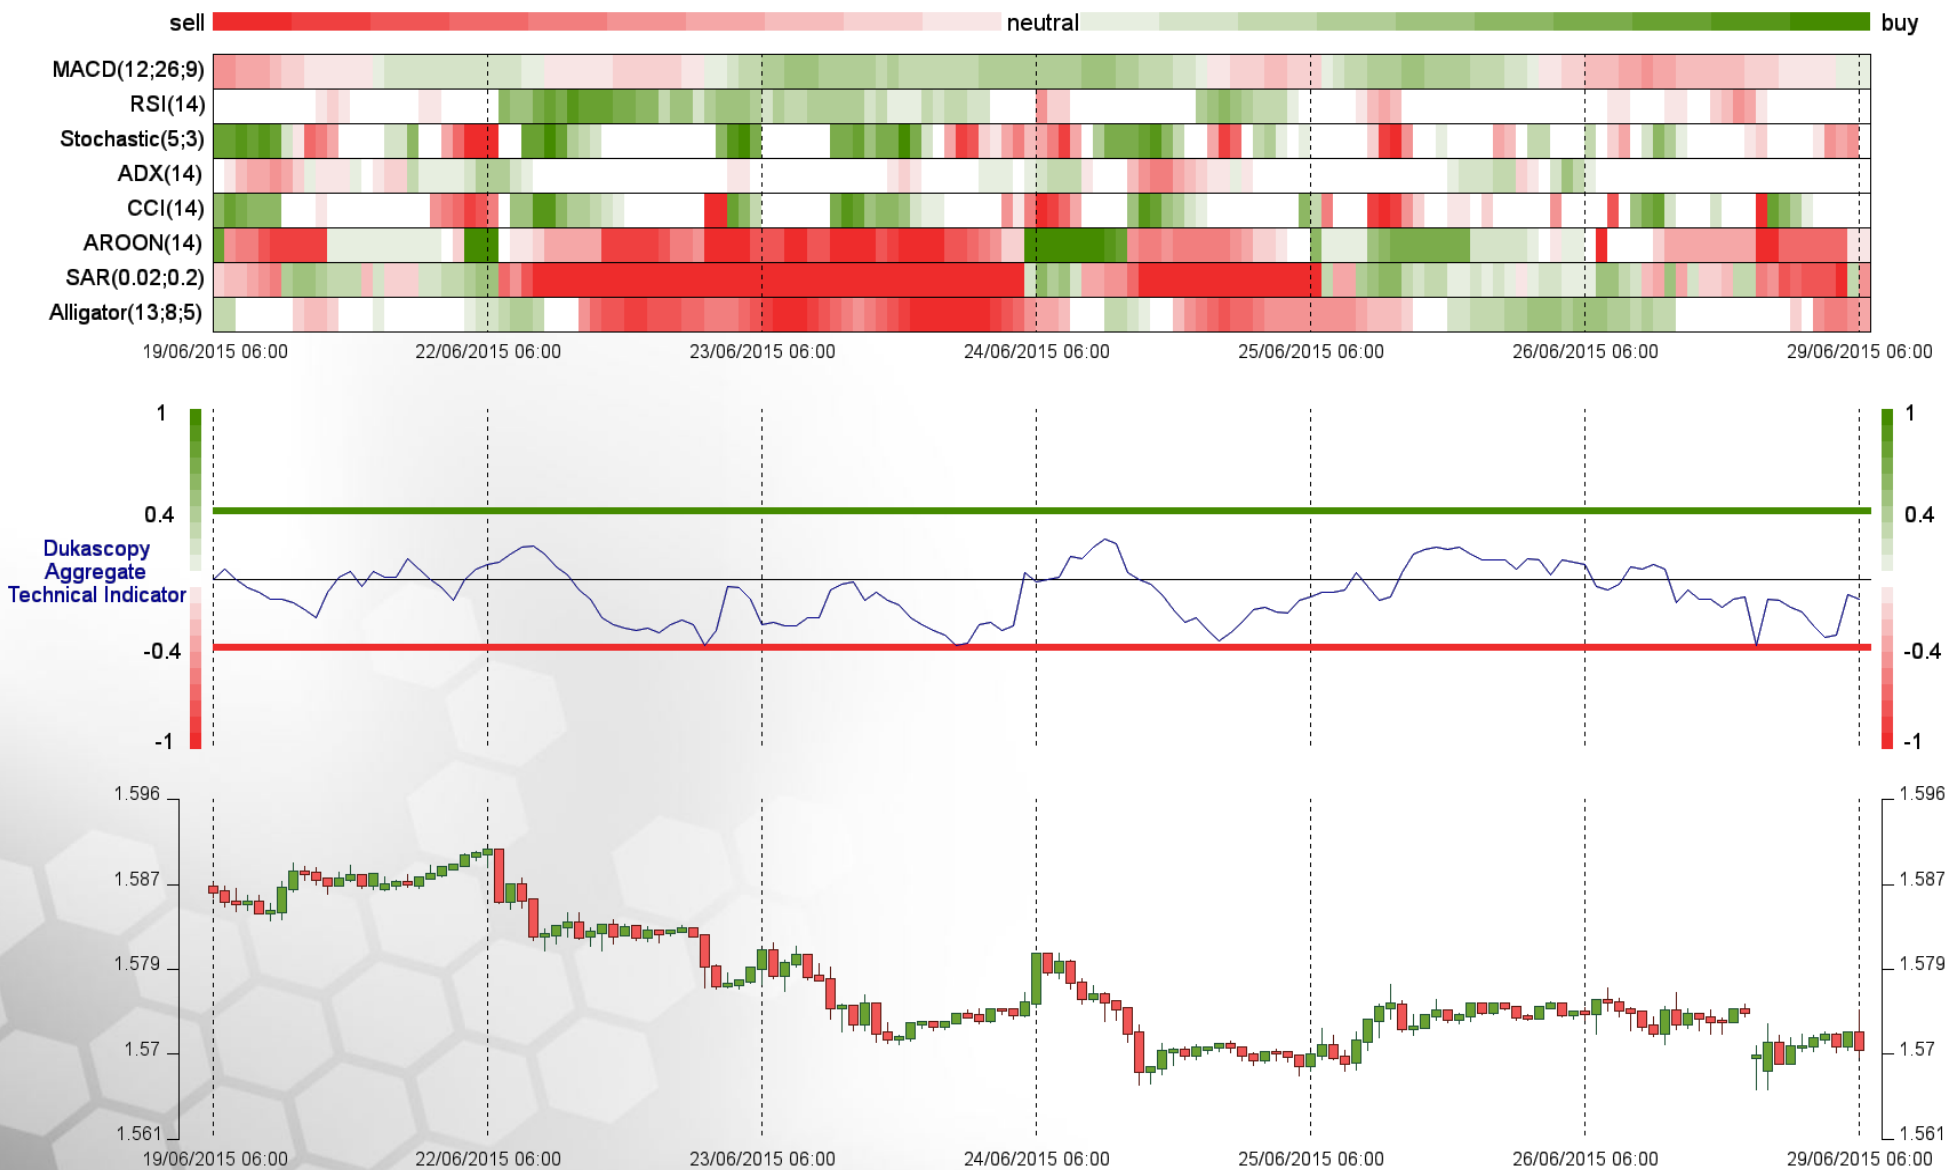 sell neutral buy
MACD(12;26;9)
RSI(14)
Stochastic(5;3)
ADX(14)
CCI(14)
AROON(14)
SAR(0.02;0.2)
Alligator(13;8;5)
19/06/2015 06:00 22/06/2015 06:00 23/06/2015 06:00 24/06/2015 06:00 25/06/2015 06:00 26/06/2015 06:00 29/06/2015 06:00
1 1
0.4 0.4
Dukascopy
Aggregate
Technical Indicator
-0.4 -0.4
-1 -1
1.596 1.596
1.587 1.587
1.579 1.579
1.57 1.57
1.561 1.561
19/06/2015 06:00 22/06/2015 06:00 23/06/2015 06:00 24/06/2015 06:00 25/06/2015 06:00 26/06/2015 06:00 29/06/2015 06:00